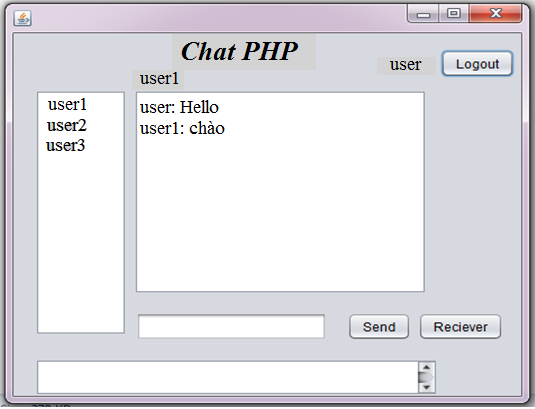 Chat PHP
user
Logout
user1
user1
user2
user3
user: Hello
user1: chào
Send
Reciever